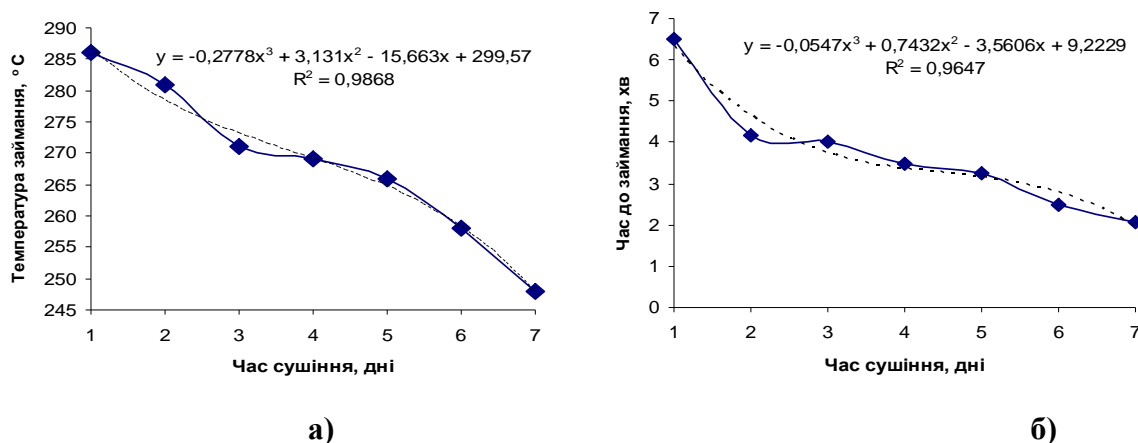 290
285
280
275
270
265
260
255
250
245
Температура займання, º С
y = -0,2778x³ + 3,131x² - 15,663x + 299,57
R² = 0,9868
1 2 3 4 5 6 7
Час сушіння, дні
а)
7
6
5
4
3
2
1
0
Час до займання, хв
y = -0,0547x³ + 0,7432x² - 3,5606x + 9,2229
R² = 0,9647
1 2 3 4 5 6 7
Час сушіння, дні
б)